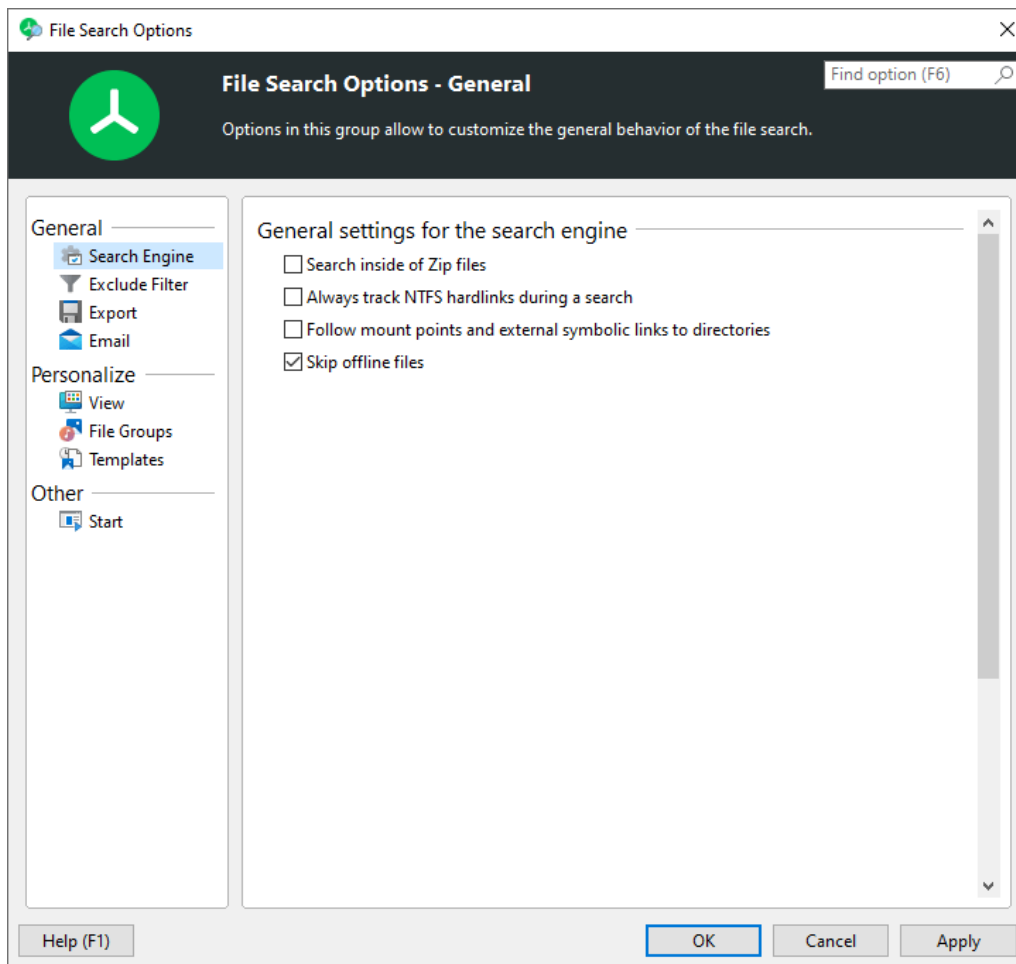 File Search Options
File Search Options - General
Find option (F6)
Options in this group allow to customize the general behavior of the file search.
General
Search Engine
Exclude Filter
Export
Email
Personalize
View
File Groups
Templates
Other
Start
General settings for the search engine
Search inside of Zip files
Always track NTFS hardlinks during a search
Follow mount points and external symbolic links to directories
Skip offline files
Help (F1)
OK
Cancel
Apply